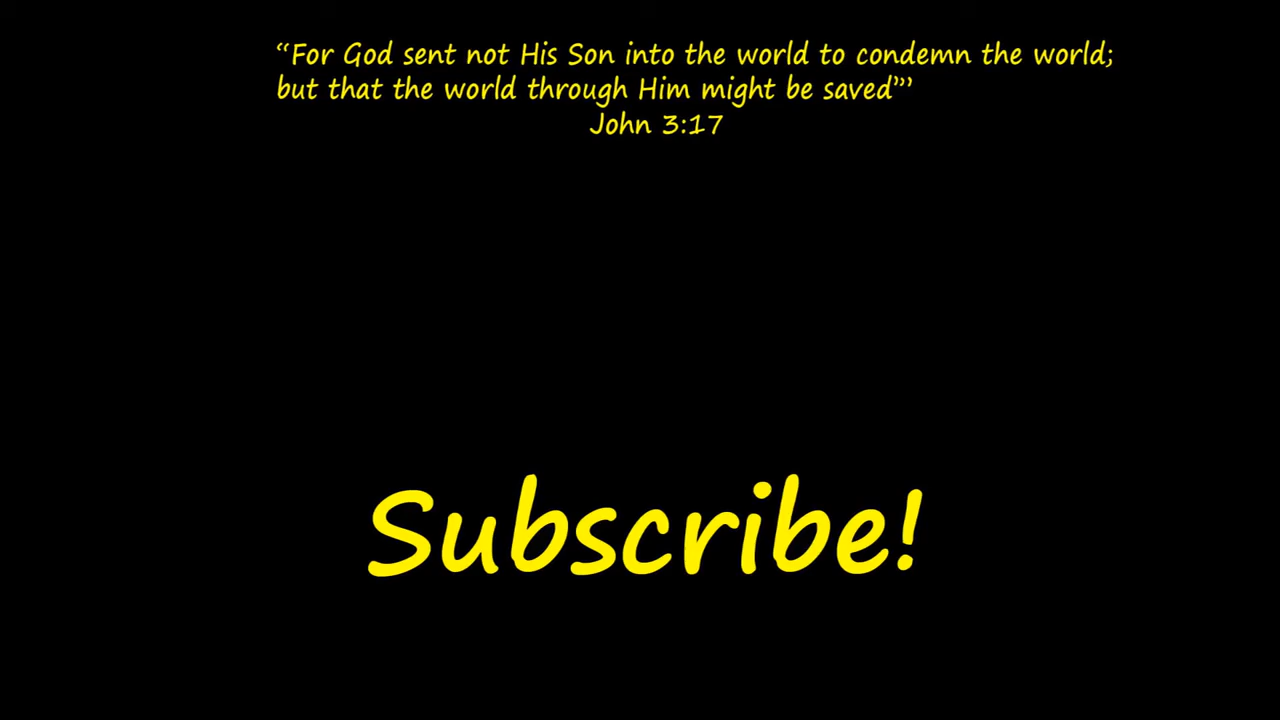 “For God sent not His Son into the world to condemn the world;
but that the world through Him might be saved”’
John 3:17
Subscribe!